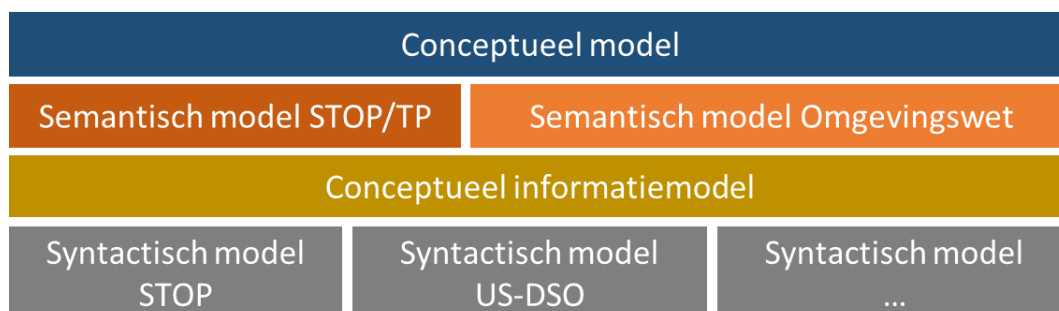 Conceptueel model
Semantisch model STOP/TP
Semantisch model Omgevingswet
Conceptueel informatiemodel
Syntactisch model
STOP
Syntactisch model
US-DSO
Syntactisch model
...